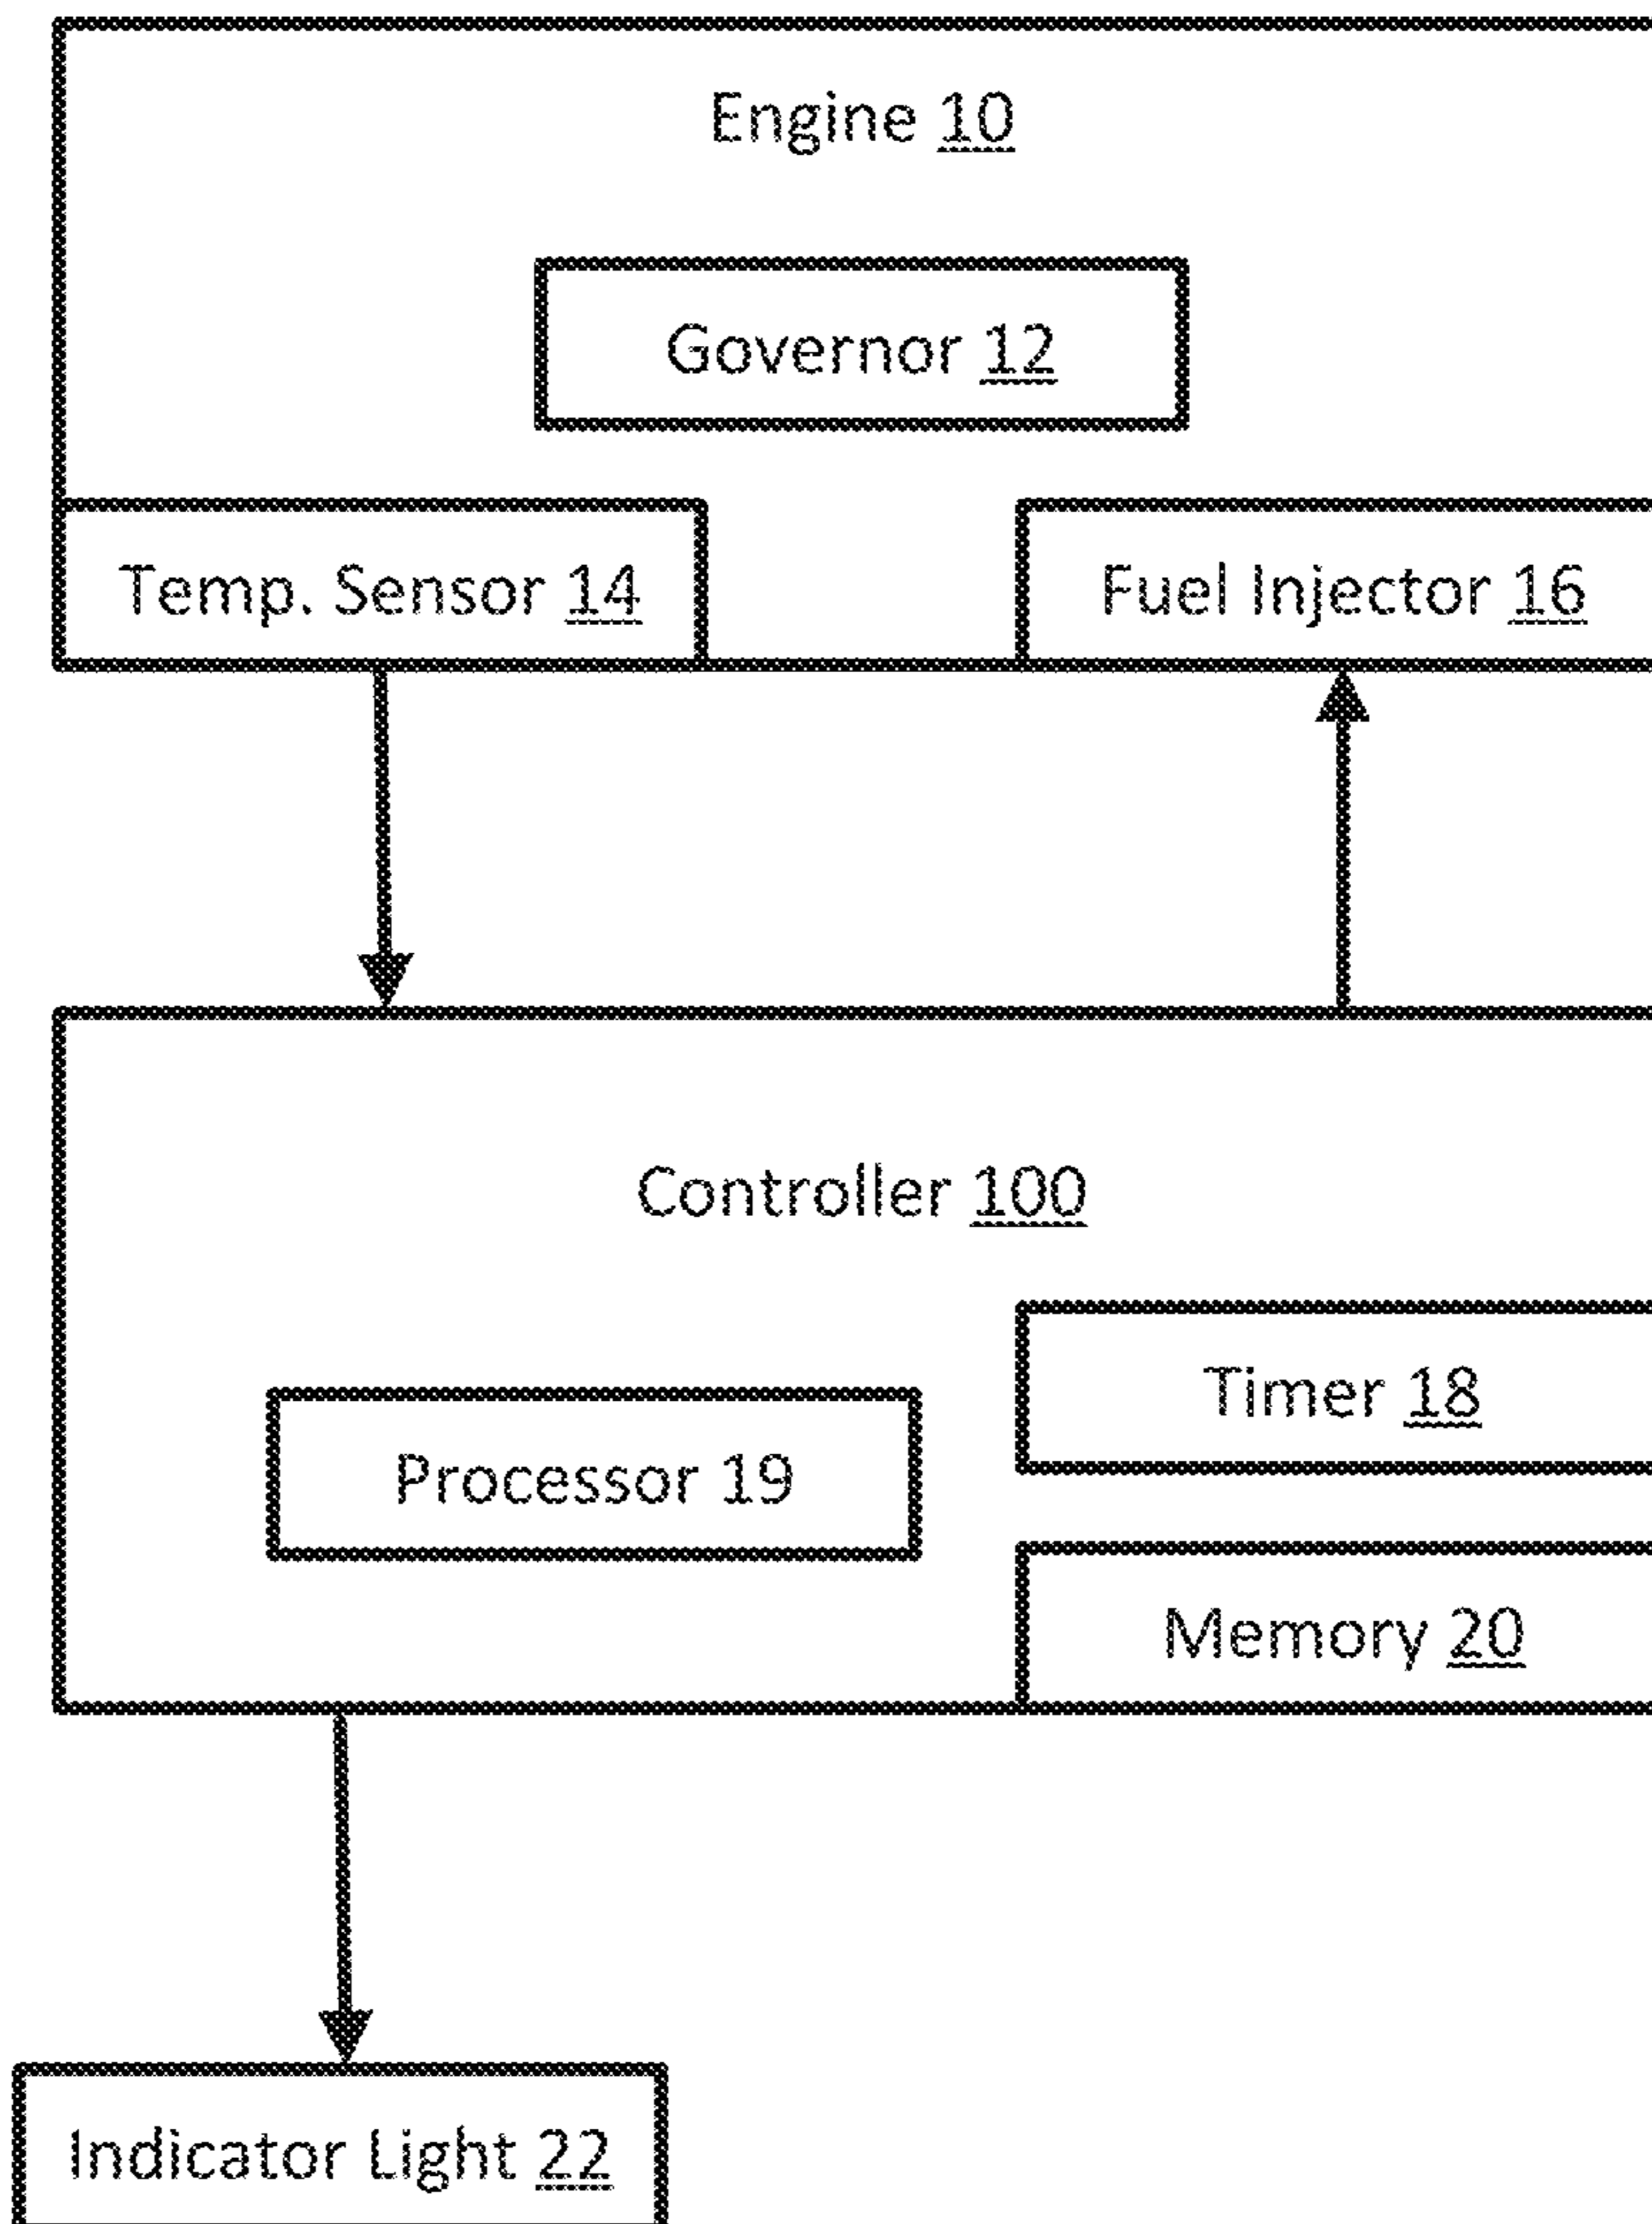 Engine 10
Governor 12
Temp. Sensor 14
Fuel Injector 16
Controller 100
Timer 18
Processor 19
Memory 20
Indicator Light 22